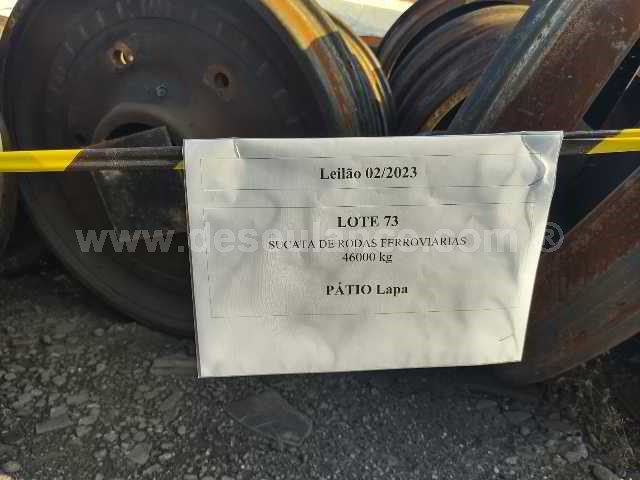 Leilão 02/2023
LOTE 73
SUCATA DE RODAS FERROVIARIAS
46000 kg
PÁTIO Lapa